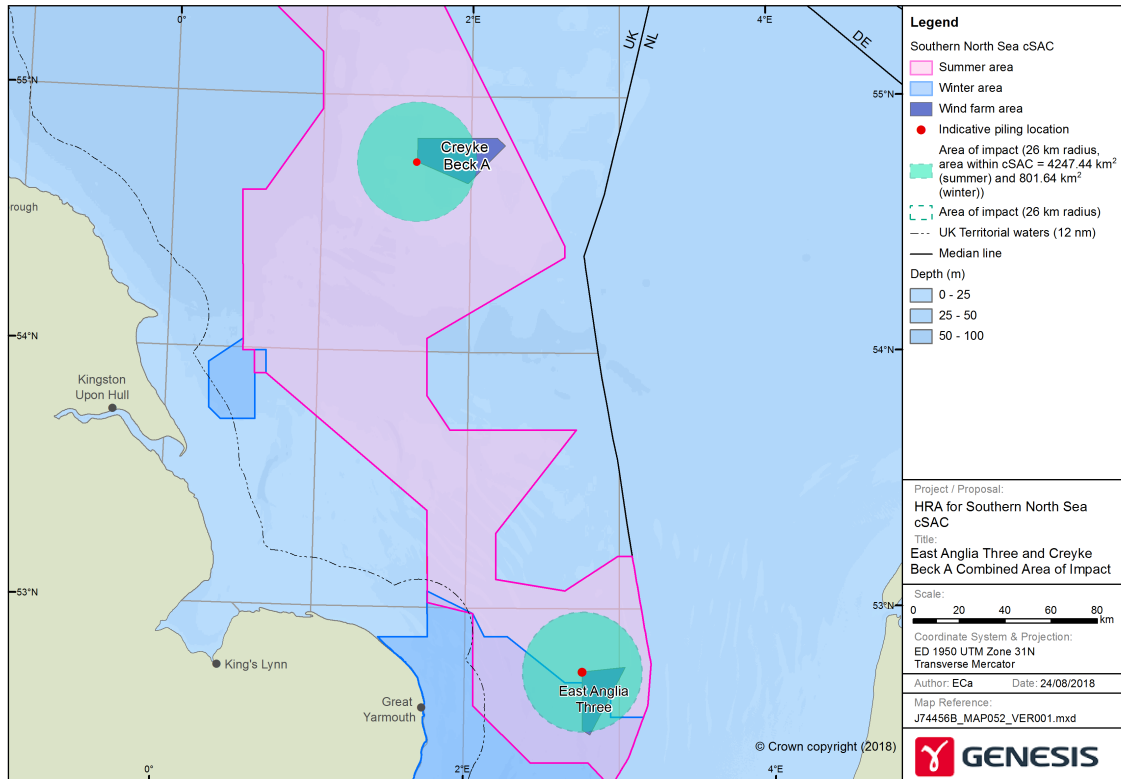 0°
2°E
4°E
UK
NL
DE
55°N
55°N
Creyke
Beck A
rough
54°N
54°N
Kingston
Upon Hull
53°N
53°N
King's Lynn
Great
Yarmouth
East Anglia
Three
© Crown copyright (2018)
0°
2°E
4°E
Legend
Southern North Sea cSAC
Summer area
Winter area
Wind farm area
Indicative piling location
Area of impact (26 km radius,
area within cSAC = 4247.44 km²
(summer) and 801.64 km²
(winter))
Area of impact (26 km radius)
UK Territorial waters (12 nm)
Median line
Depth (m)
0 - 25
25 - 50
50 - 100
Project / Proposal:
HRA for Southern North Sea
cSAC
Title:
East Anglia Three and Creyke
Beck A Combined Area of Impact
Scale:
0 20 40 60 80
km
Coordinate System & Projection:
ED 1950 UTM Zone 31N
Transverse Mercator
Author: ECa Date: 24/08/2018
Map Reference:
J74456B_MAP052_VER001.mxd
GENESIS